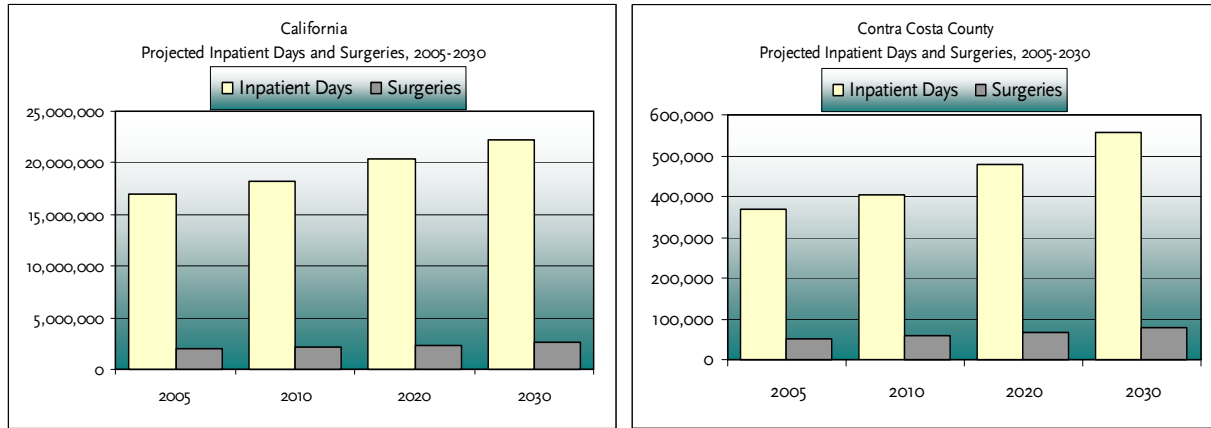 California
Projected Inpatient Days and Surgeries, 2005-2030
Inpatient Days Surgeries
25,000,000
20,000,000
15,000,000
10,000,000
5,000,000
0
2005 2010 2020 2030
Contra Costa County
Projected Inpatient Days and Surgeries, 2005-2030
Inpatient Days Surgeries
600,000
500,000
400,000
300,000
200,000
100,000
0
2005 2010 2020 2030